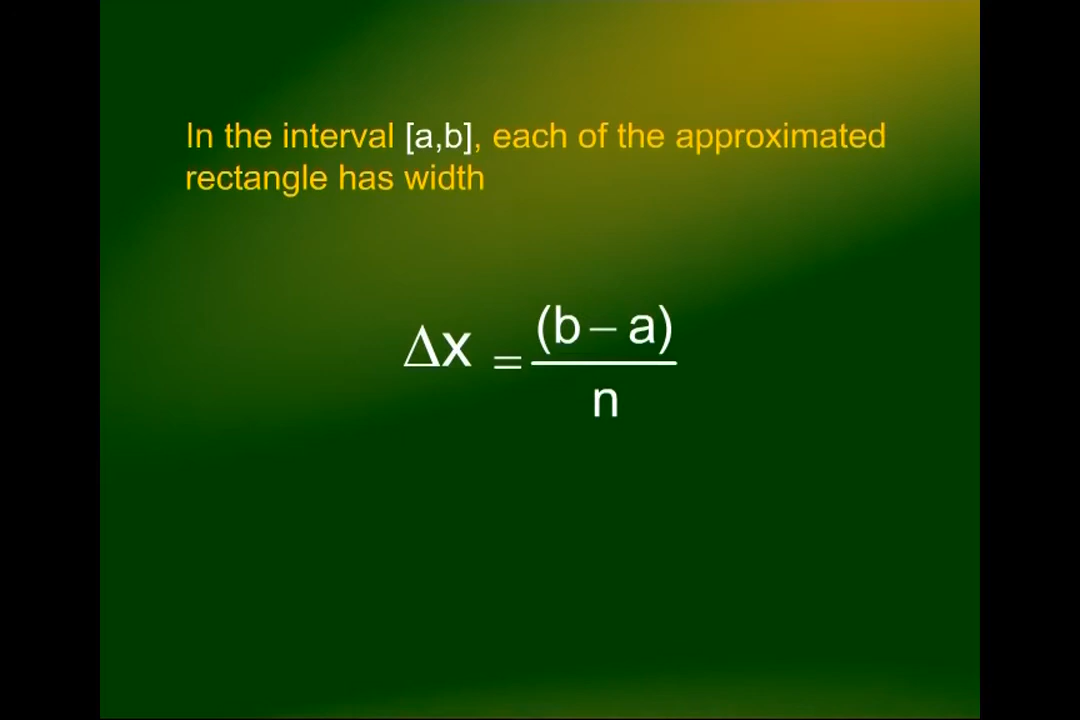 In the interval [a,b], each of the approximated
rectangle has width
Δx = (b – a)
n